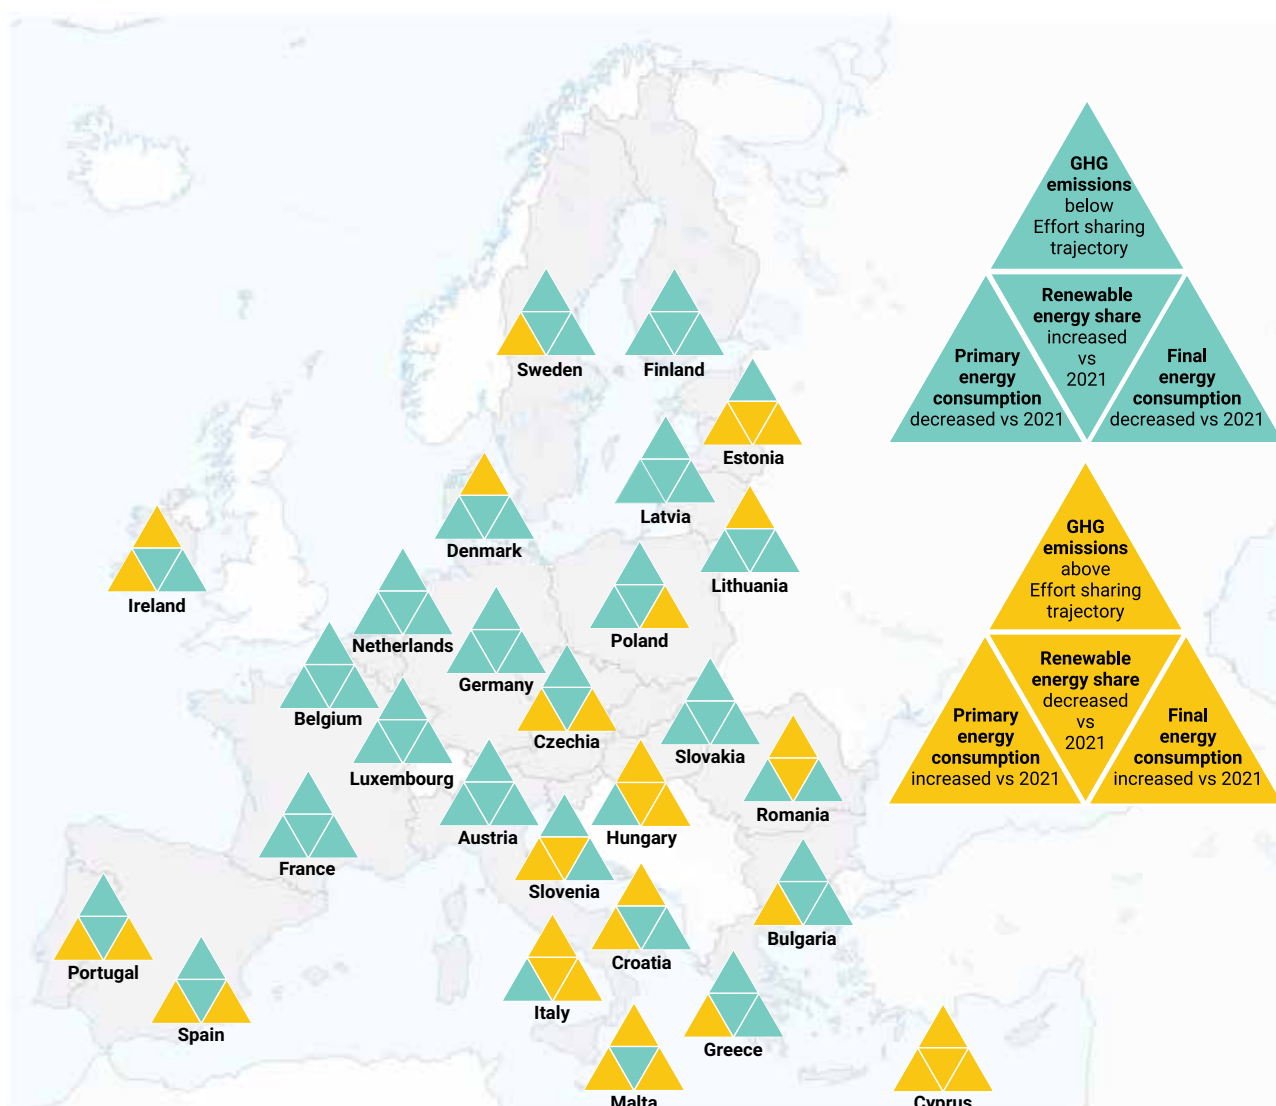 GHG
emissions
below
Effort sharing
trajectory
Renewable
energy share
increased
vs
2021
Primary
energy
consumption
decreased vs 2021
Final
energy
consumption
decreased vs 2021
GHG
emissions
above
Effort sharing
trajectory
Renewable
energy share
decreased
vs
2021
Primary
energy
consumption
increased vs 2021
Final
energy
consumption
increased vs 2021
Sweden
Finland
Estonia
Latvia
Denmark
Lithuania
Ireland
Poland
Netherlands
Germany
Belgium
Czechia
Slovakia
Luxembourg
Romania
Austria
Hungary
France
Slovenia
Bulgaria
Croatia
Portugal
Italy
Spain
Greece
Malta
Cyprus